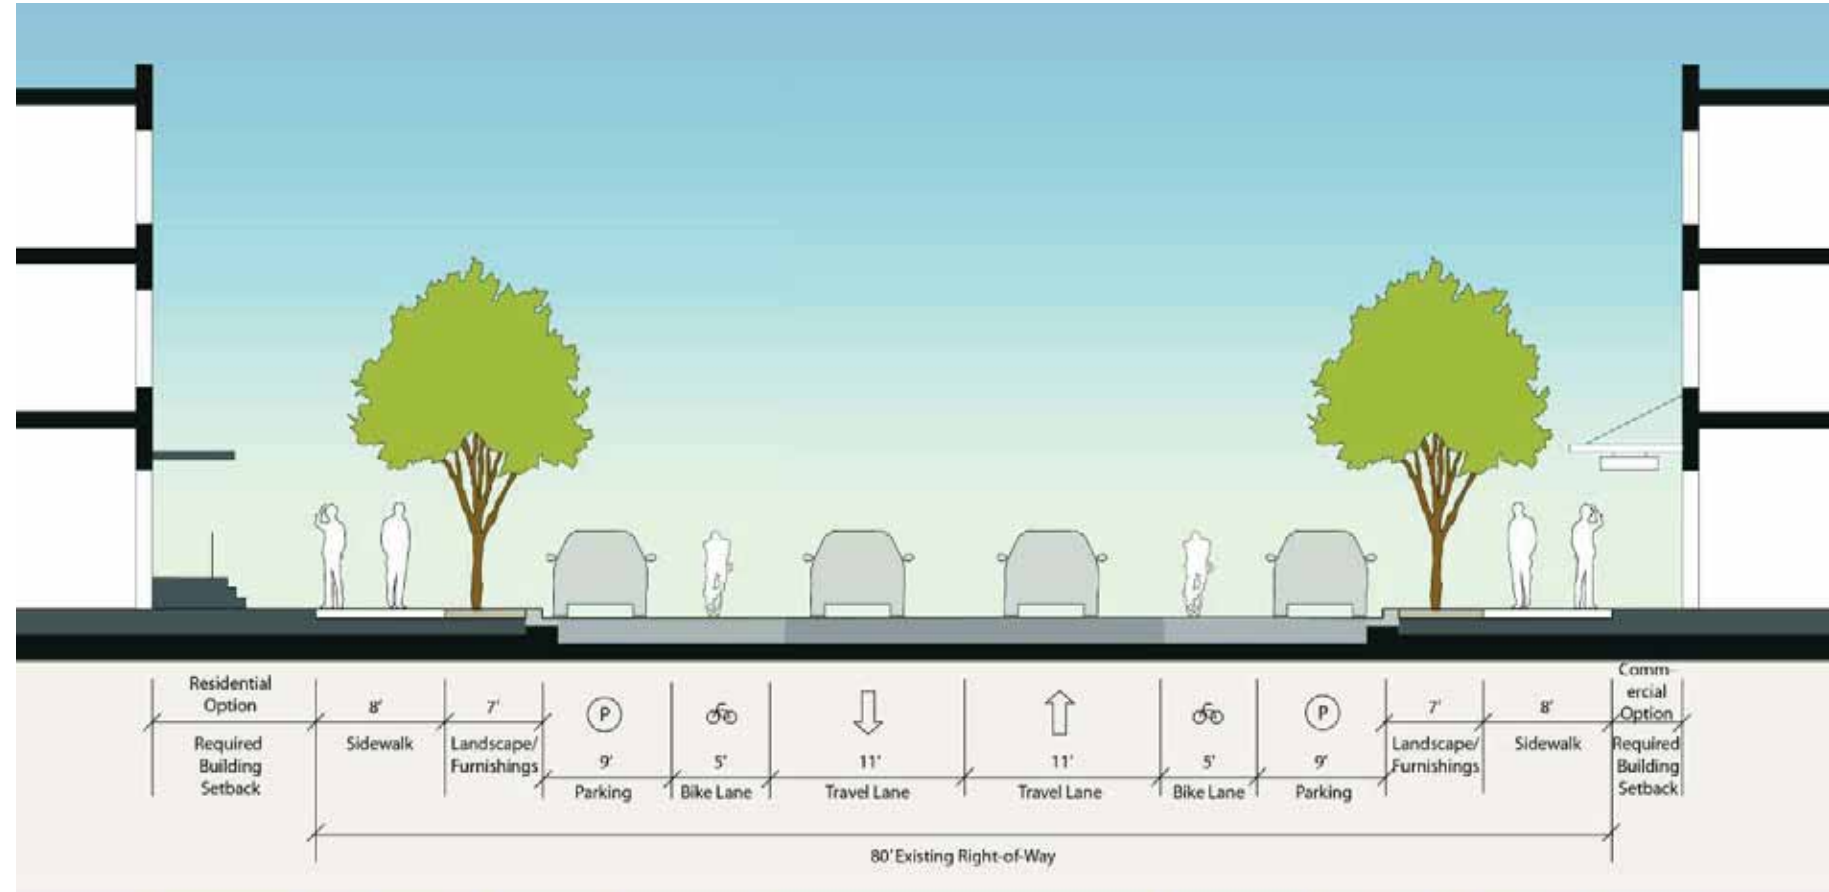 Residential
Option
Required
Building
Setback
8'
Sidewalk
7'
Landscape/
Furnishings
P
9'
Parking
5'
Bike Lane
11'
Travel Lane
11'
Travel Lane
5'
Bike Lane
P
9'
Parking
7'
Landscape/
Furnishings
8'
Sidewalk
Comm-
ercial
Option
Required
Building
Setback
80' Existing Right-of-Way